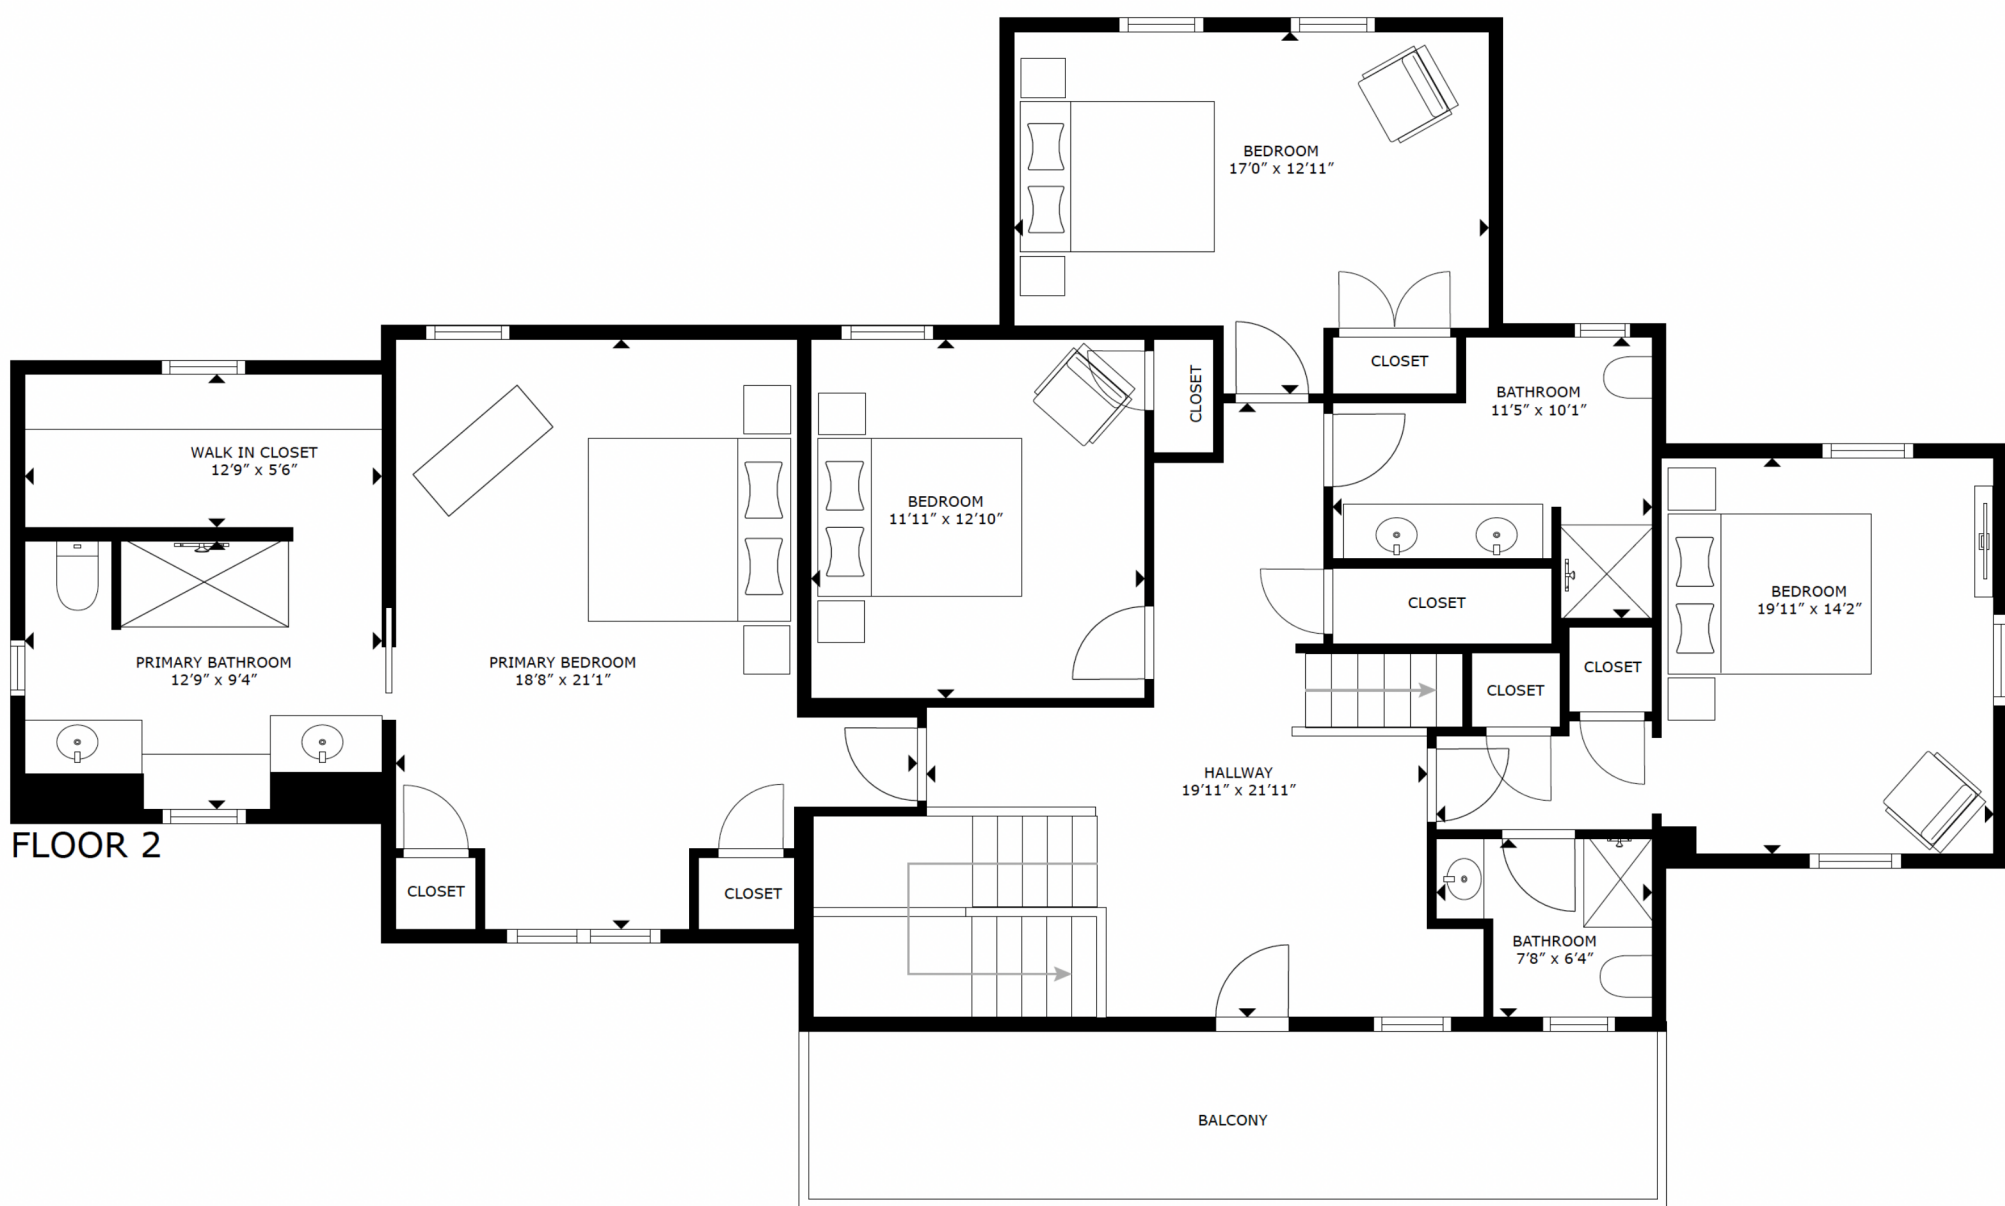 BEDROOM
17'0" x 12'11"
CLOSET
CLOSET
BATHROOM
11'5" x 10'1"
WALK IN CLOSET
12'9" x 5'6"
BEDROOM
11'11" x 12'10"
BEDROOM
19'11" x 14'2"
CLOSET
PRIMARY BATHROOM
12'9" x 9'4"
PRIMARY BEDROOM
18'8" x 21'1"
CLOSET
CLOSET
HALLWAY
19'11" x 21'11"
FLOOR 2
CLOSET
CLOSET
BATHROOM
7'8" x 6'4"
BALCONY